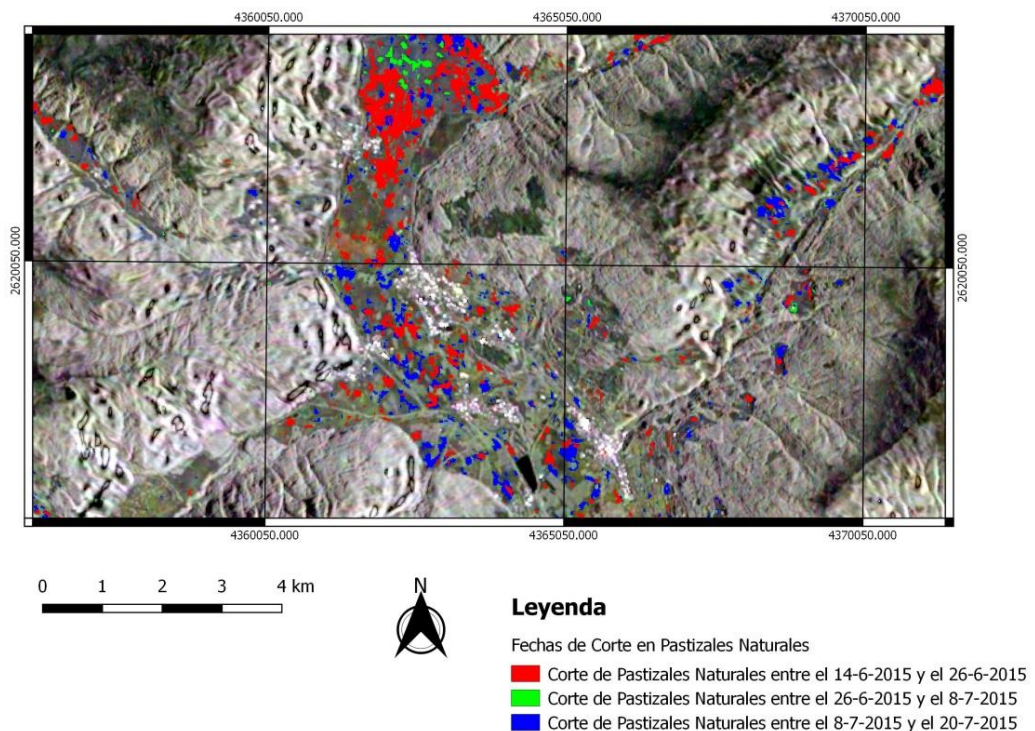 4360050.000 4365050.000 4370050.000
2620050.000
2620050.000
4360050.000 4365050.000 4370050.000
0 1 2 3 4 km
N
Leyenda
Fechas de Corte en Pastizales Naturales
Corte de Pastizales Naturales entre el 14-6-2015 y el 26-6-2015
Corte de Pastizales Naturales entre el 26-6-2015 y el 8-7-2015
Corte de Pastizales Naturales entre el 8-7-2015 y el 20-7-2015